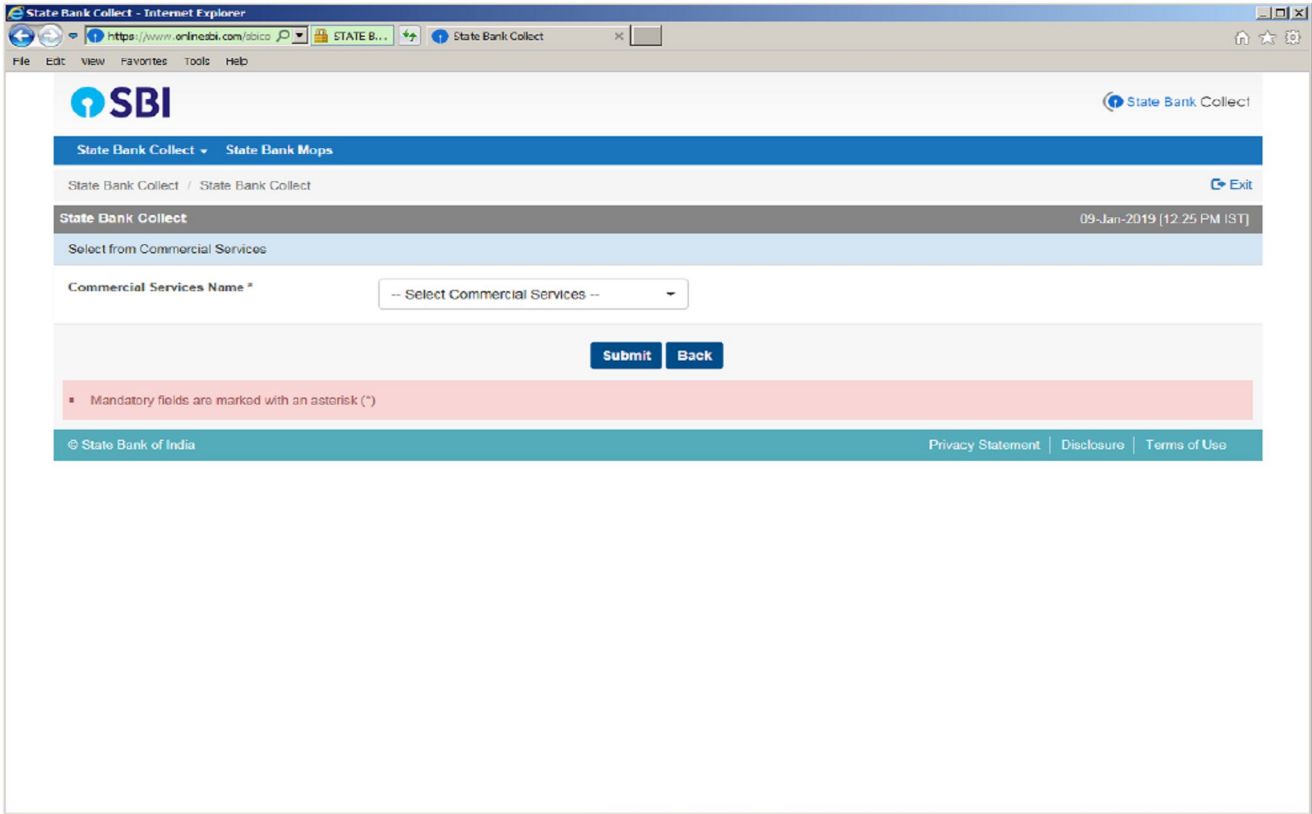 State Bank Collect - Internet Explorer
https://www.onlinesbi.com/sbico STATE B... State Bank Collect
File Edit View Favorites Tools Help
SBI State Bank Collect
State Bank Collect State Bank Mops
State Bank Collect / State Bank Collect Exit
State Bank Collect 09-Jan-2019 [12:25 PM IST]
Select from Commercial Services
Commercial Services Name * -- Select Commercial Services --
Submit Back
Mandatory fields are marked with an asterisk (*)
© State Bank of India Privacy Statement | Disclosure | Terms of Use